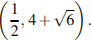 (1/2, 4 + √6).